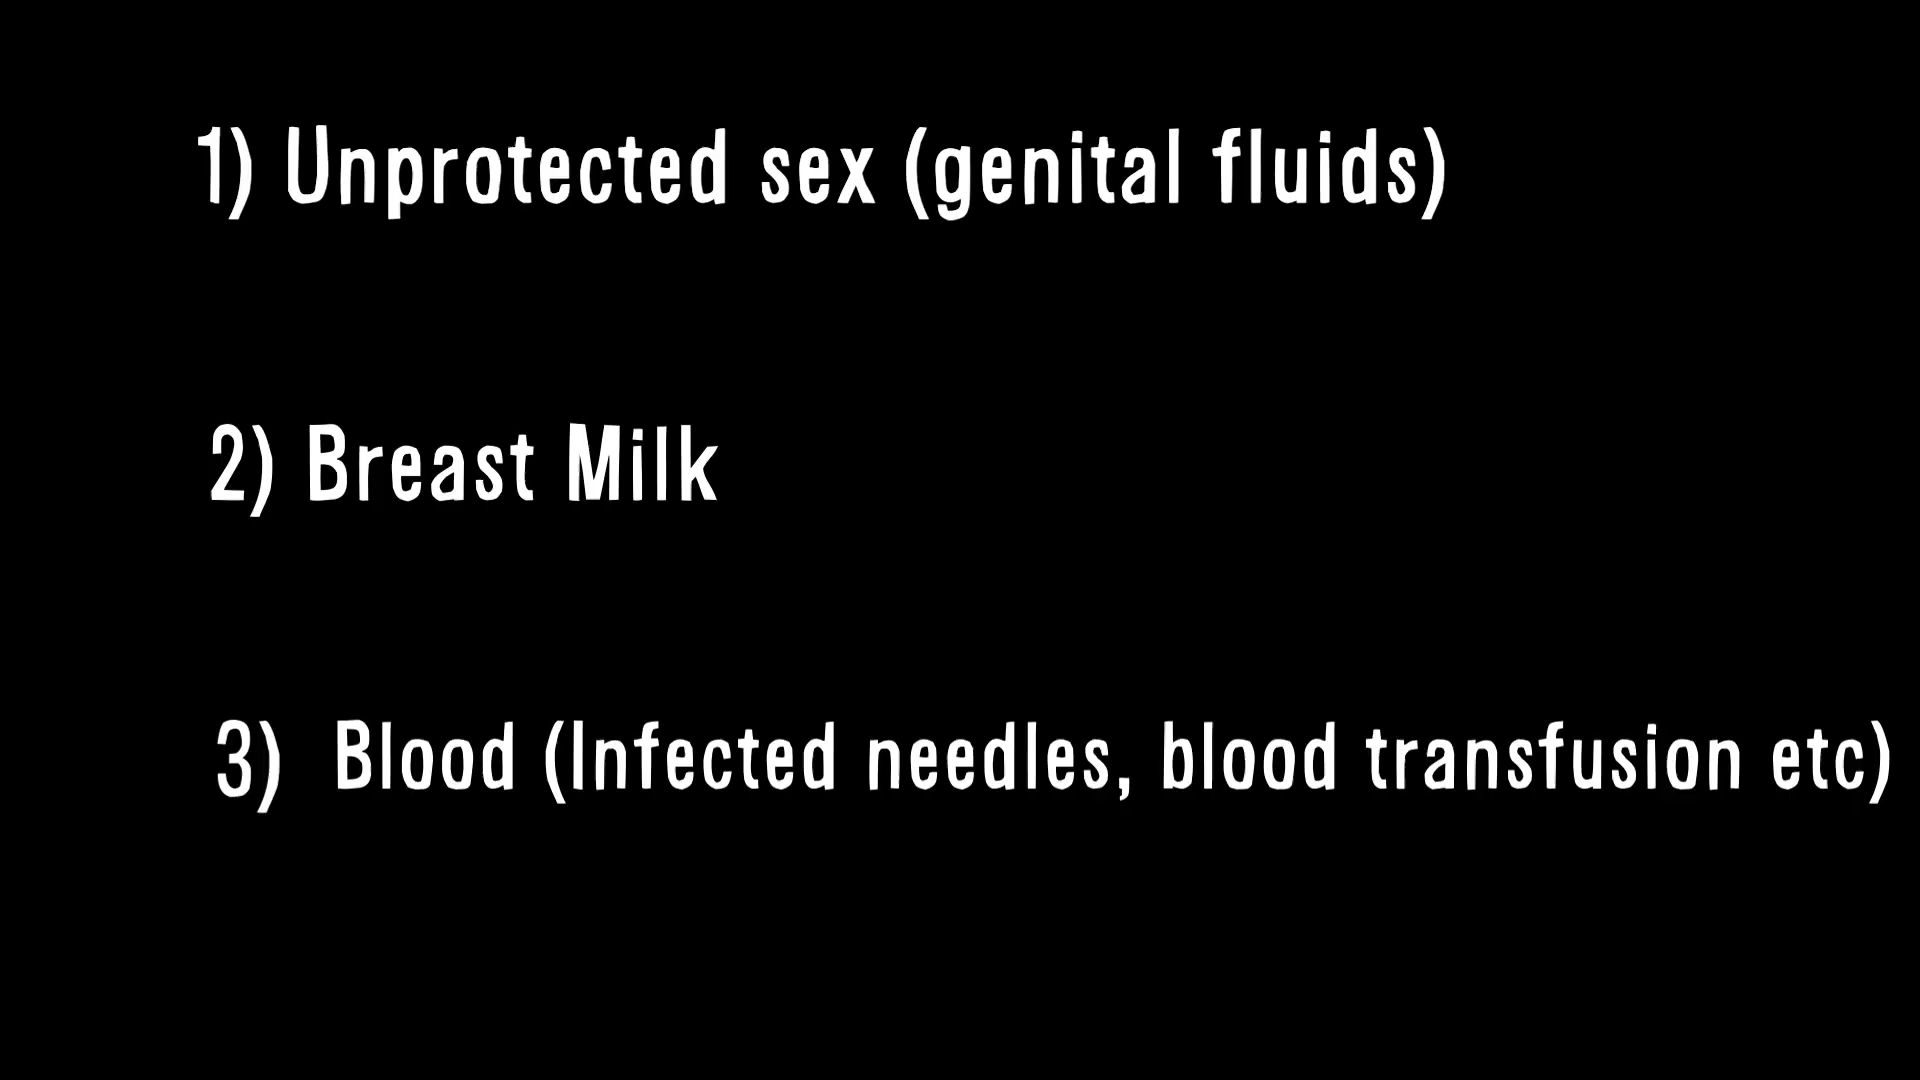 1) Unprotected sex (genital fluids)
2) Breast Milk
3) Blood (Infected needles, blood transfusion etc)